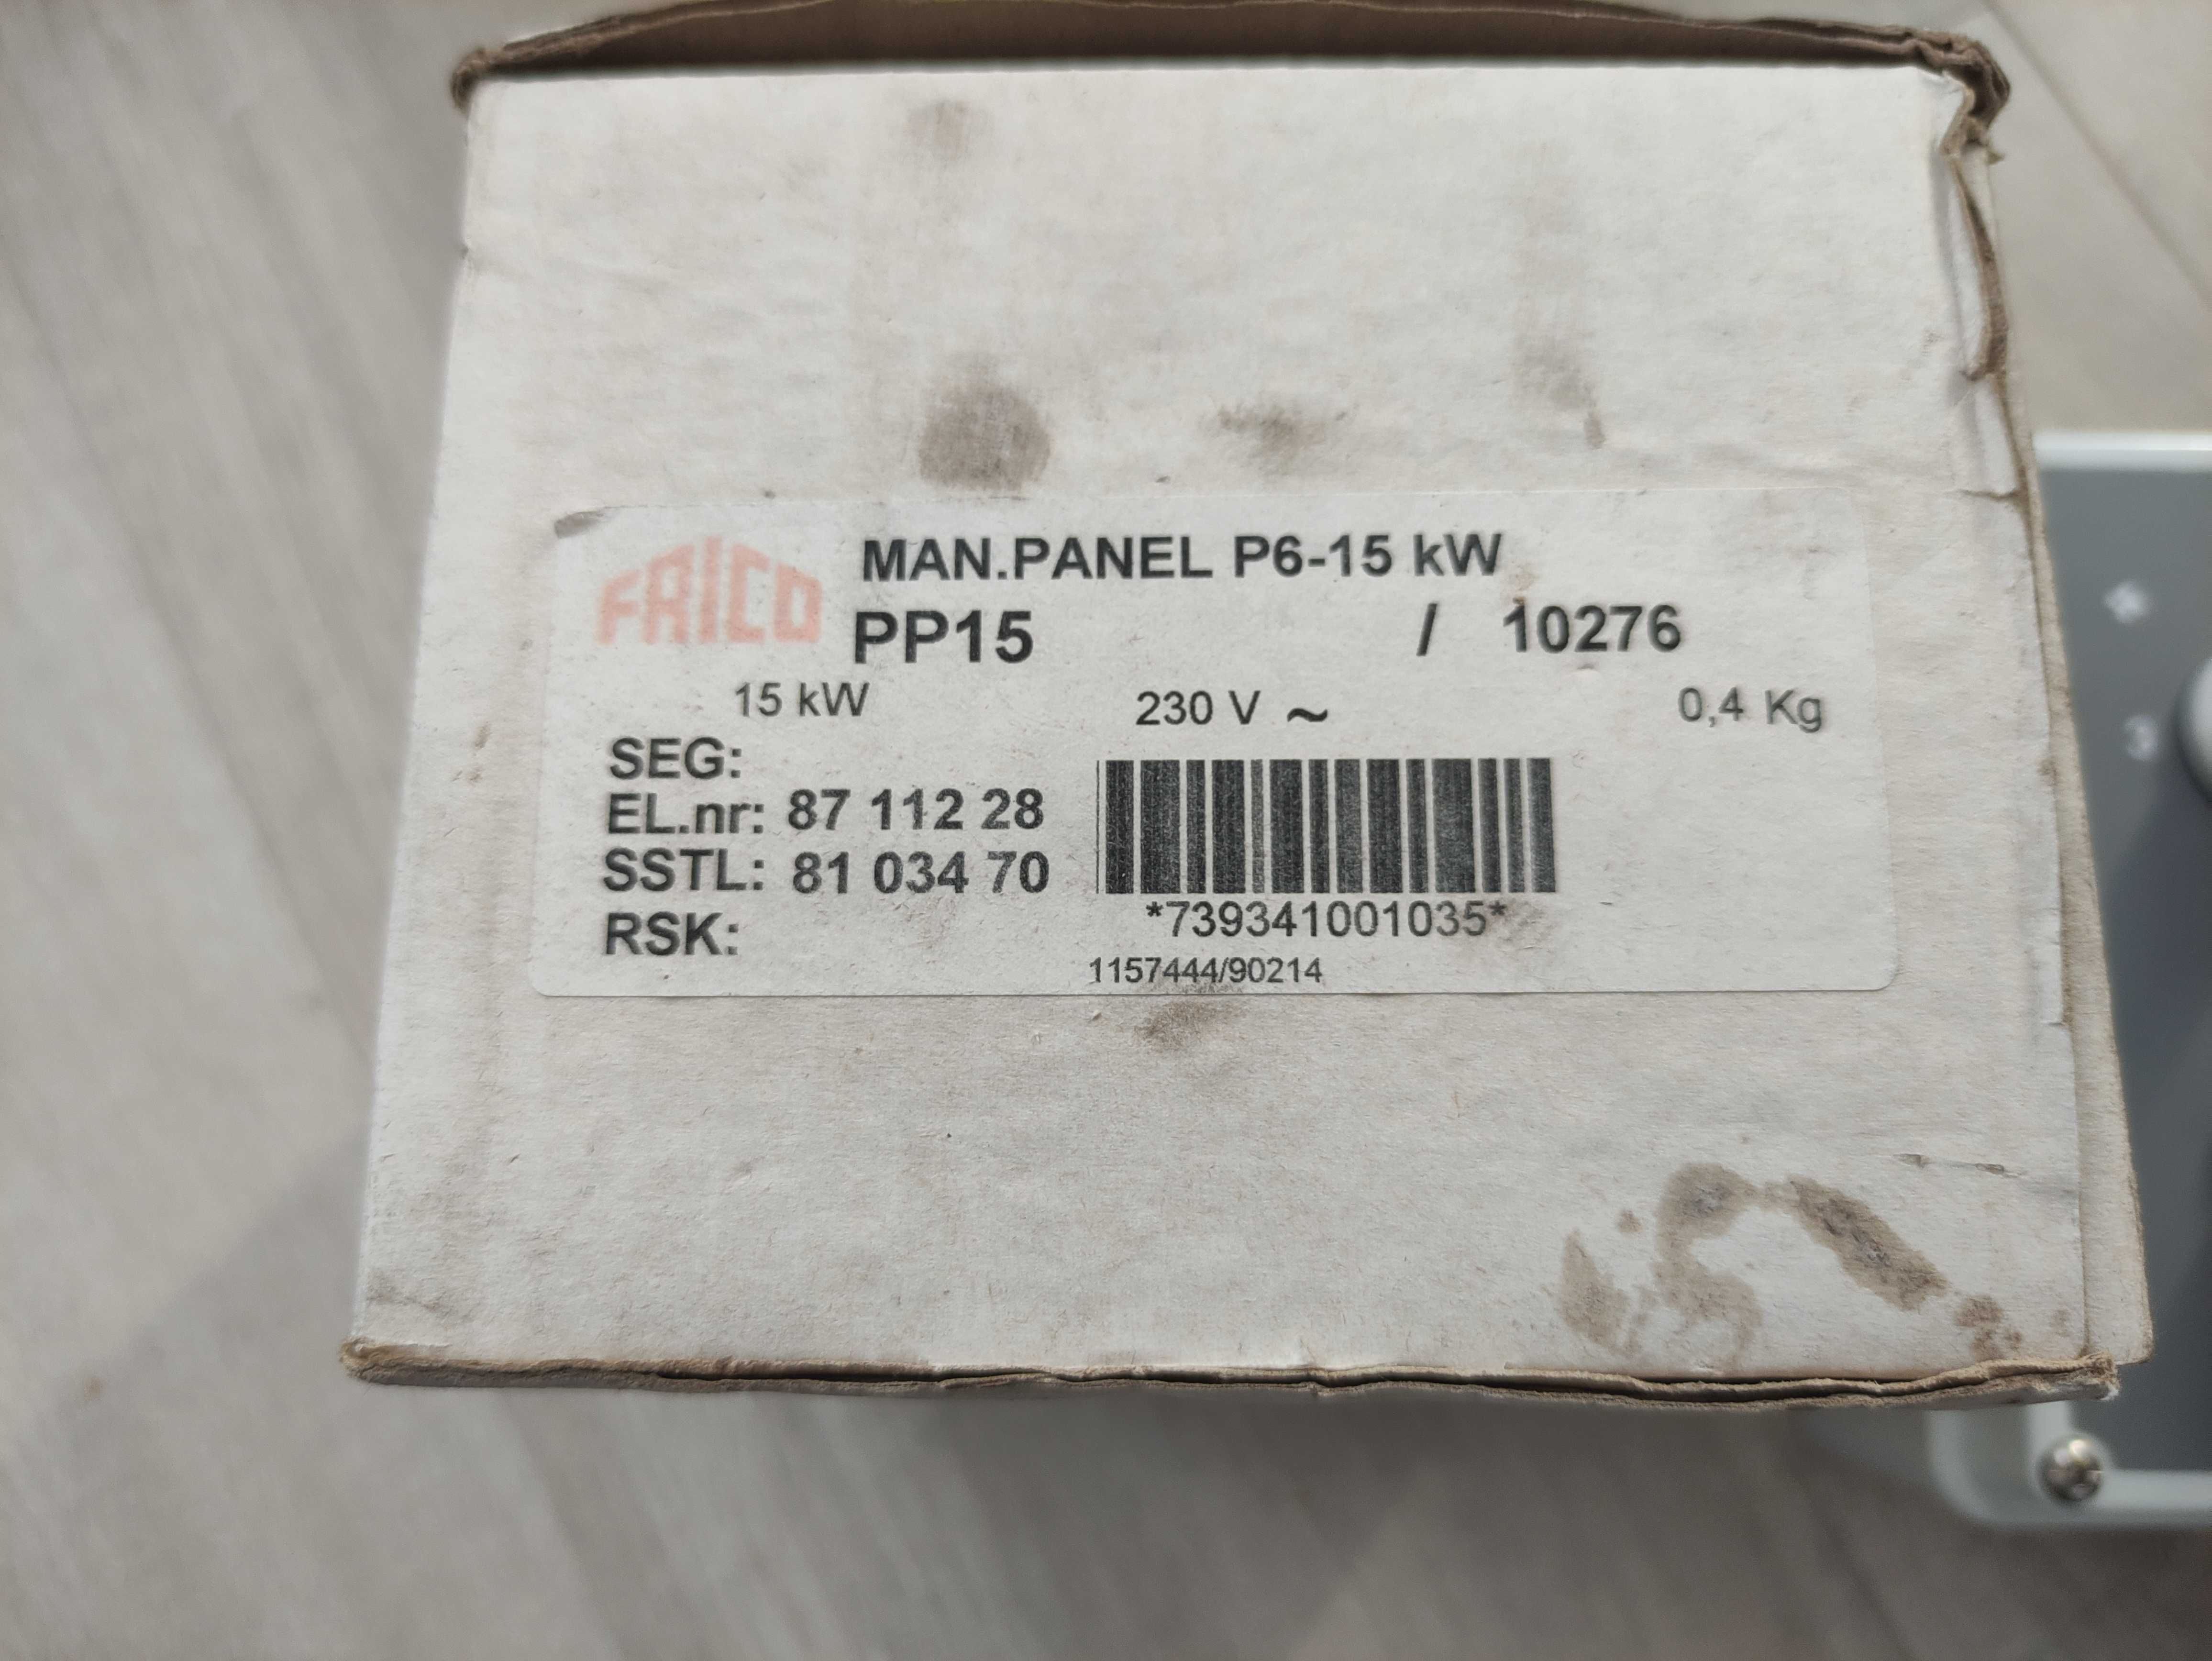 FRICO MAN.PANEL P6-15 kW
PP15 / 10276
15 kW 230 V ~ 0,4 Kg
SEG:
EL.nr: 87 112 28
SSTL: 81 034 70
RSK:
*739341001035*
1157444/90214
3